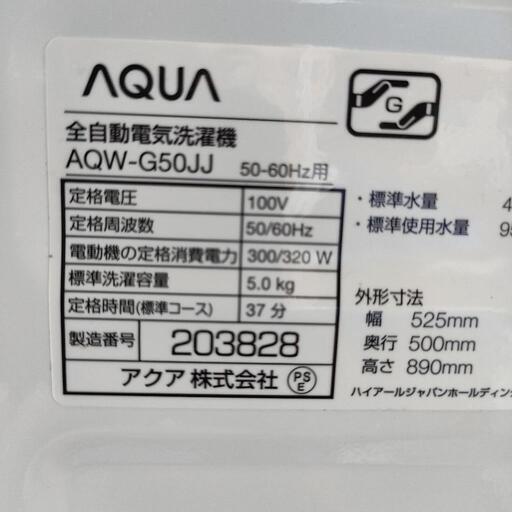 AQUA
G
全自動電気洗濯機
AQW-G50JJ 50-60Hz用
定格電圧 100V
定格周波数 50/60Hz
電動機の定格消費電力 300/320 W
標準洗濯容量 5.0 kg
定格時間(標準コース) 37 分
製造番号 203828
アクア株式会社 PSE
・標準水量 4
・標準使用水量 95
外形寸法
幅 525mm
奥行 500mm
高さ 890mm
ハイアールジャパンホールディン